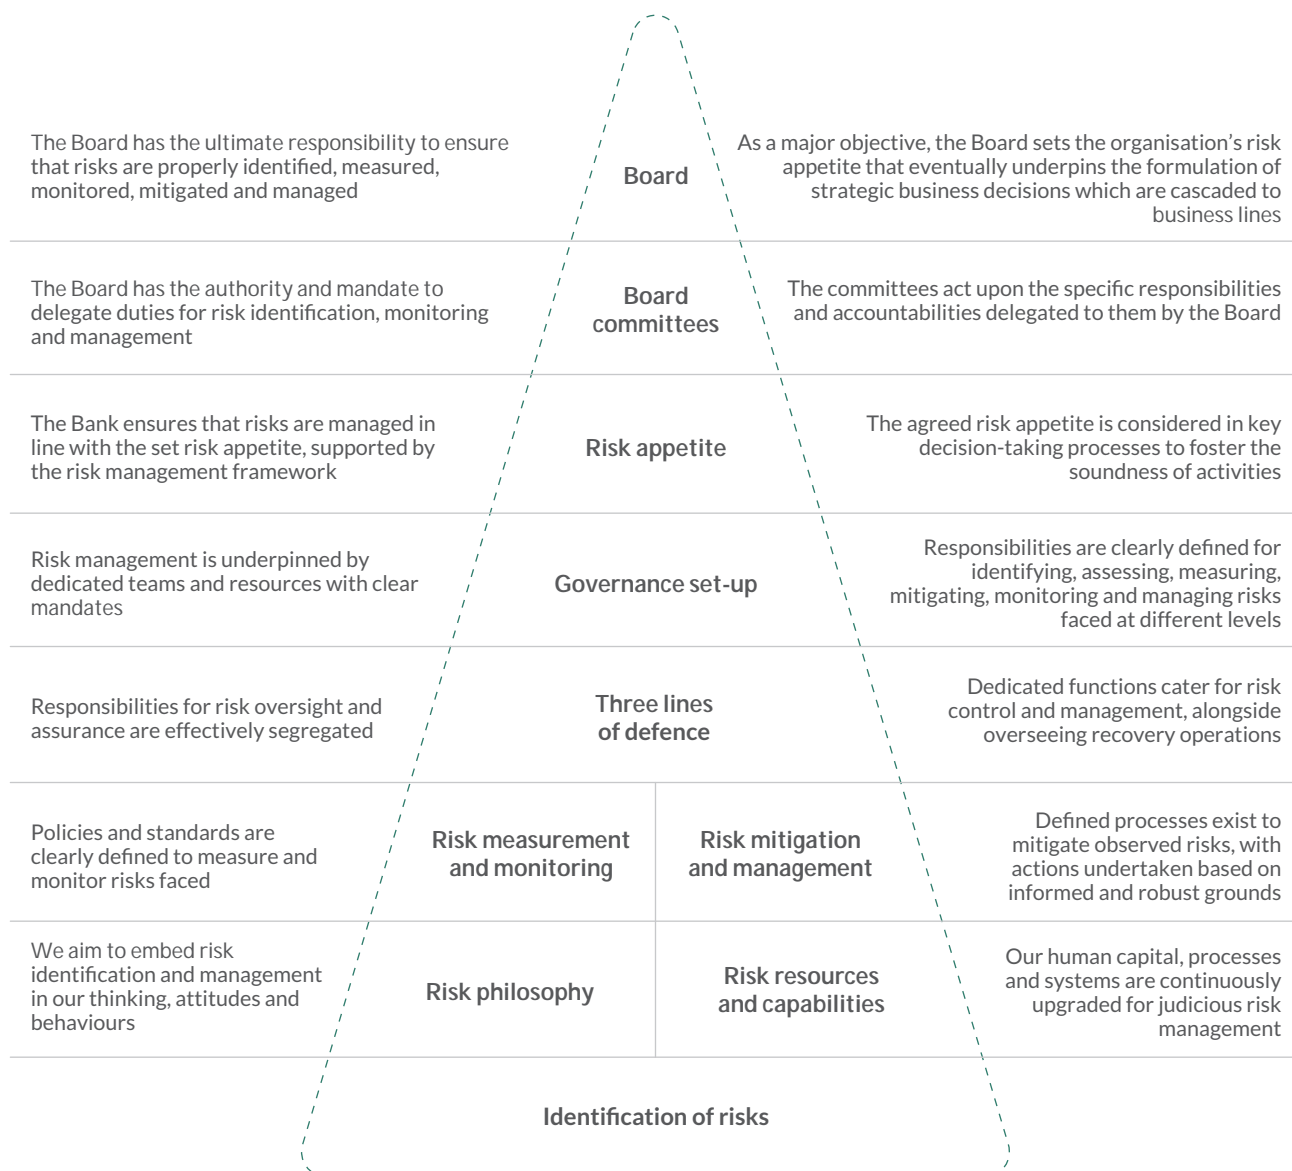 The Board has the ultimate responsibility to ensure
that risks are properly identified, measured,
monitored, mitigated and managed
Board
As a major objective, the Board sets the organisation's risk
appetite that eventually underpins the formulation of
strategic business decisions which are cascaded to
business lines
The Board has the authority and mandate to
delegate duties for risk identification, monitoring
and management
Board
committees
The committees act upon the specific responsibilities
and accountabilities delegated to them by the Board
The Bank ensures that risks are managed in
line with the set risk appetite, supported by
the risk management framework
Risk appetite
The agreed risk appetite is considered in key
decision-taking processes to foster the
soundness of activities
Risk management is underpinned by
dedicated teams and resources with clear
mandates
Governance set-up
Responsibilities are clearly defined for
identifying, assessing, measuring,
mitigating, monitoring and managing risks
faced at different levels
Responsibilities for risk oversight and
assurance are effectively segregated
Three lines
of defence
Dedicated functions cater for risk
control and management, alongside
overseeing recovery operations
Policies and standards are
clearly defined to measure and
monitor risks faced
Risk measurement
and monitoring
Risk mitigation
and management
Defined processes exist to
mitigate observed risks, with
actions undertaken based on
informed and robust grounds
We aim to embed risk
identification and management
in our thinking, attitudes and
behaviours
Risk philosophy
Risk resources
and capabilities
Our human capital, processes
and systems are continuously
upgraded for judicious risk
management
Identification of risks